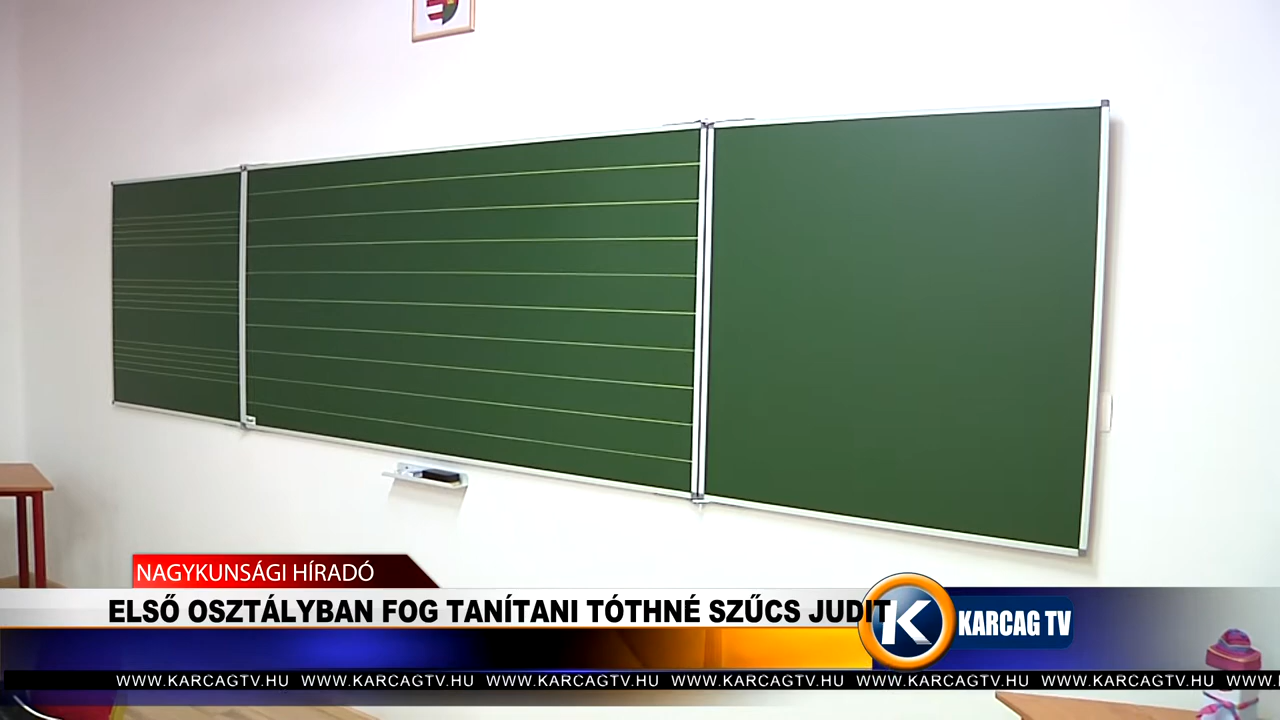 NAGYKUNSÁGI HÍRADÓ
ELSŐ OSZTÁLYBAN FOG TANÍTANI TÓTHNÉ SZŰCS JUDIT
K KARCAG TV
WWW.KARCAGTV.HU WWW.KARCAGTV.HU WWW.KARCAGTV.HU WWW.KARCAGTV.HU WWW.KARCAGTV.HU WWW.KARCAGTV.HU WWW.